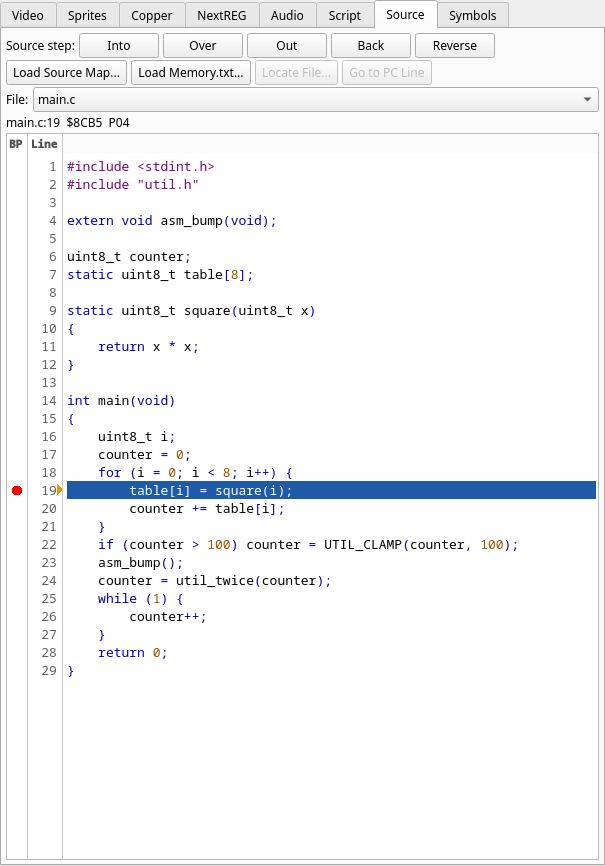 Video Sprites Copper NextREG Audio Script Source Symbols
Source step: Into Over Out Back Reverse
Load Source Map... Load Memory.txt... Locate File... Go to PC Line
File: main.c
main.c:19 $8CB5 P04
BP Line
1 #include <stdint.h>
2 #include "util.h"
3
4 extern void asm_bump(void);
5
6 uint8_t counter;
7 static uint8_t table[8];
8
9 static uint8_t square(uint8_t x)
10 {
11     return x * x;
12 }
13
14 int main(void)
15 {
16     uint8_t i;
17     counter = 0;
18     for (i = 0; i < 8; i++) {
19         table[i] = square(i);
20         counter += table[i];
21     }
22     if (counter > 100) counter = UTIL_CLAMP(counter, 100);
23     asm_bump();
24     counter = util_twice(counter);
25     while (1) {
26         counter++;
27     }
28     return 0;
29 }